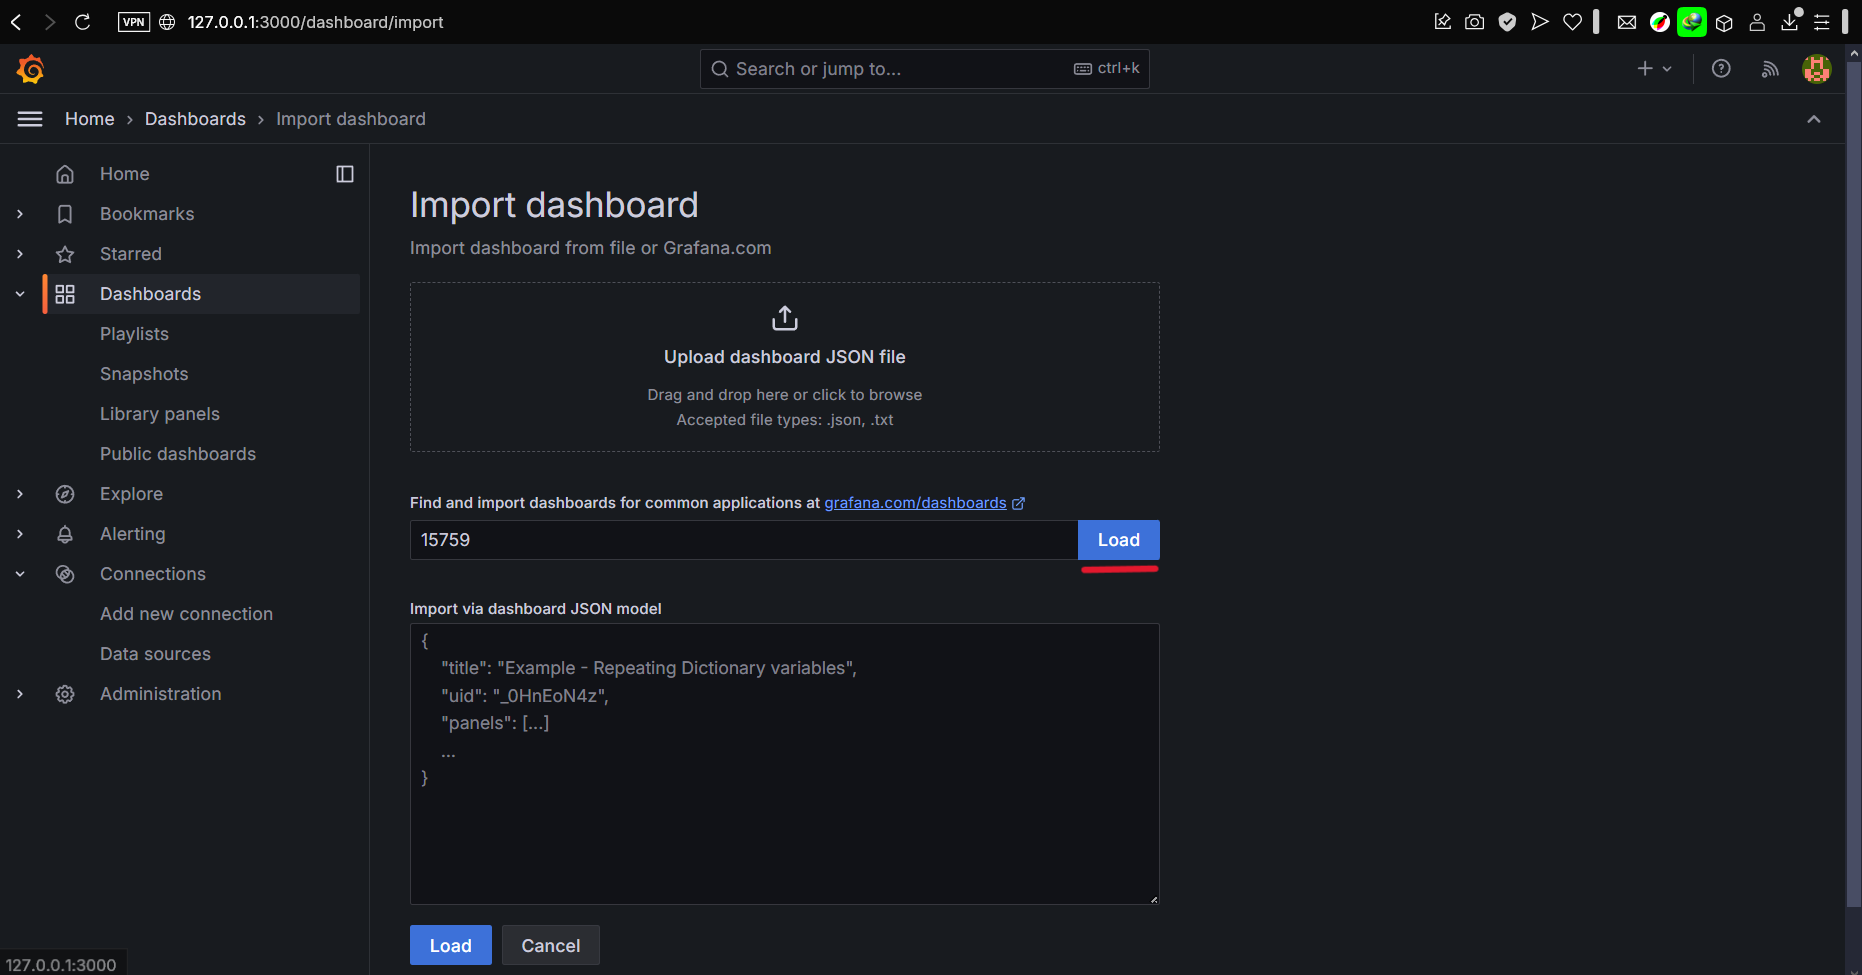 VPN 127.0.0.1:3000/dashboard/import
Search or jump to... ctrl+k
Home › Dashboards › Import dashboard
Home
Bookmarks
Starred
Dashboards
Playlists
Snapshots
Library panels
Public dashboards
Explore
Alerting
Connections
Add new connection
Data sources
Administration
Import dashboard
Import dashboard from file or Grafana.com
Upload dashboard JSON file
Drag and drop here or click to browse
Accepted file types: .json, .txt
Find and import dashboards for common applications at grafana.com/dashboards
15759 Load
Import via dashboard JSON model
{
"title": "Example - Repeating Dictionary variables",
"uid": "_0HnEoN4z",
"panels": [...]
...
}
Load Cancel
127.0.0.1:3000